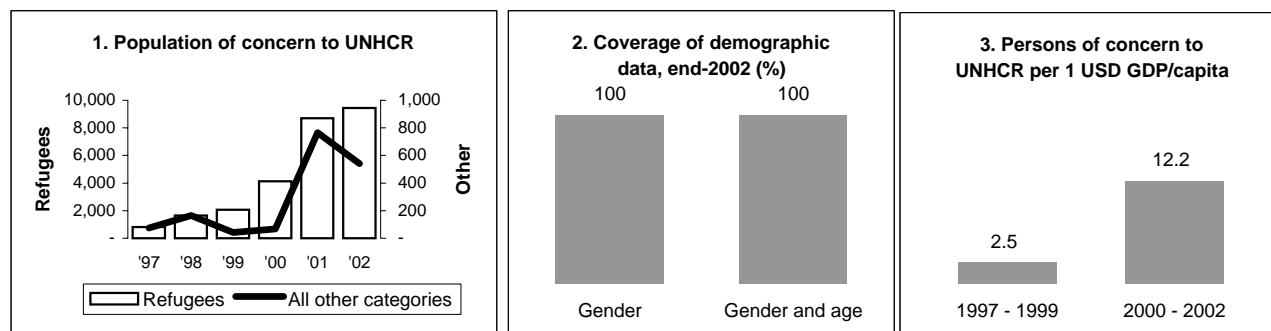 1. Population of concern to UNHCR
10,000
8,000
6,000
4,000
2,000
-
Refugees
1,000
800
600
400
200
-
Other
'97 '98 '99 '00 '01 '02
Refugees All other categories
2. Coverage of demographic
data, end-2002 (%)
100 100
Gender Gender and age
3. Persons of concern to
UNHCR per 1 USD GDP/capita
2.5 12.2
1997 - 1999 2000 - 2002